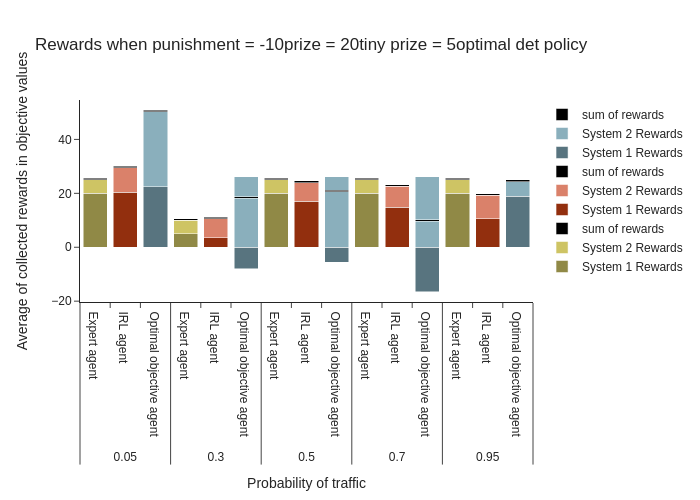 Rewards when punishment = -10prize = 20tiny prize = 5optimal det policy
Average of collected rewards in objective values
40
20
0
−20
sum of rewards
System 2 Rewards
System 1 Rewards
sum of rewards
System 2 Rewards
System 1 Rewards
sum of rewards
System 2 Rewards
System 1 Rewards
Expert agent
IRL agent
Optimal objective agent
Expert agent
IRL agent
Optimal objective agent
Expert agent
IRL agent
Optimal objective agent
Expert agent
IRL agent
Optimal objective agent
Expert agent
IRL agent
Optimal objective agent
0.05
0.3
0.5
0.7
0.95
Probability of traffic